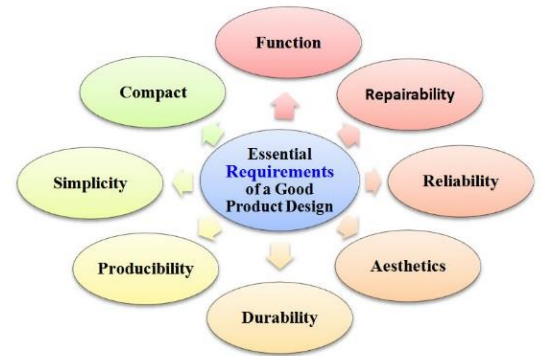 Function
Compact
Repairability
Essential
Requirements
of a Good
Product Design
Simplicity
Reliability
Producibility
Aesthetics
Durability